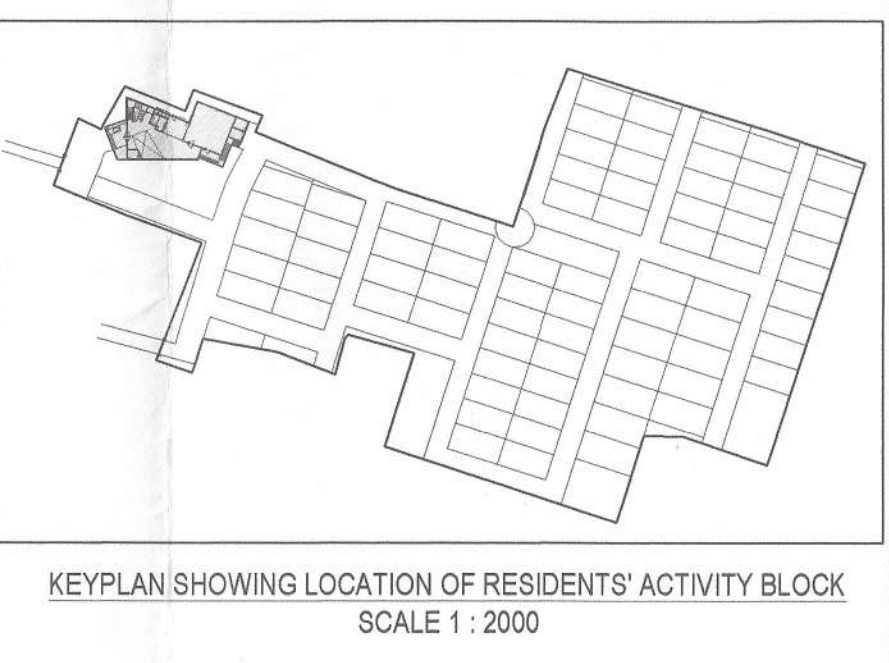 KEYPLAN SHOWING LOCATION OF RESIDENTS' ACTIVITY BLOCK
SCALE 1 : 2000